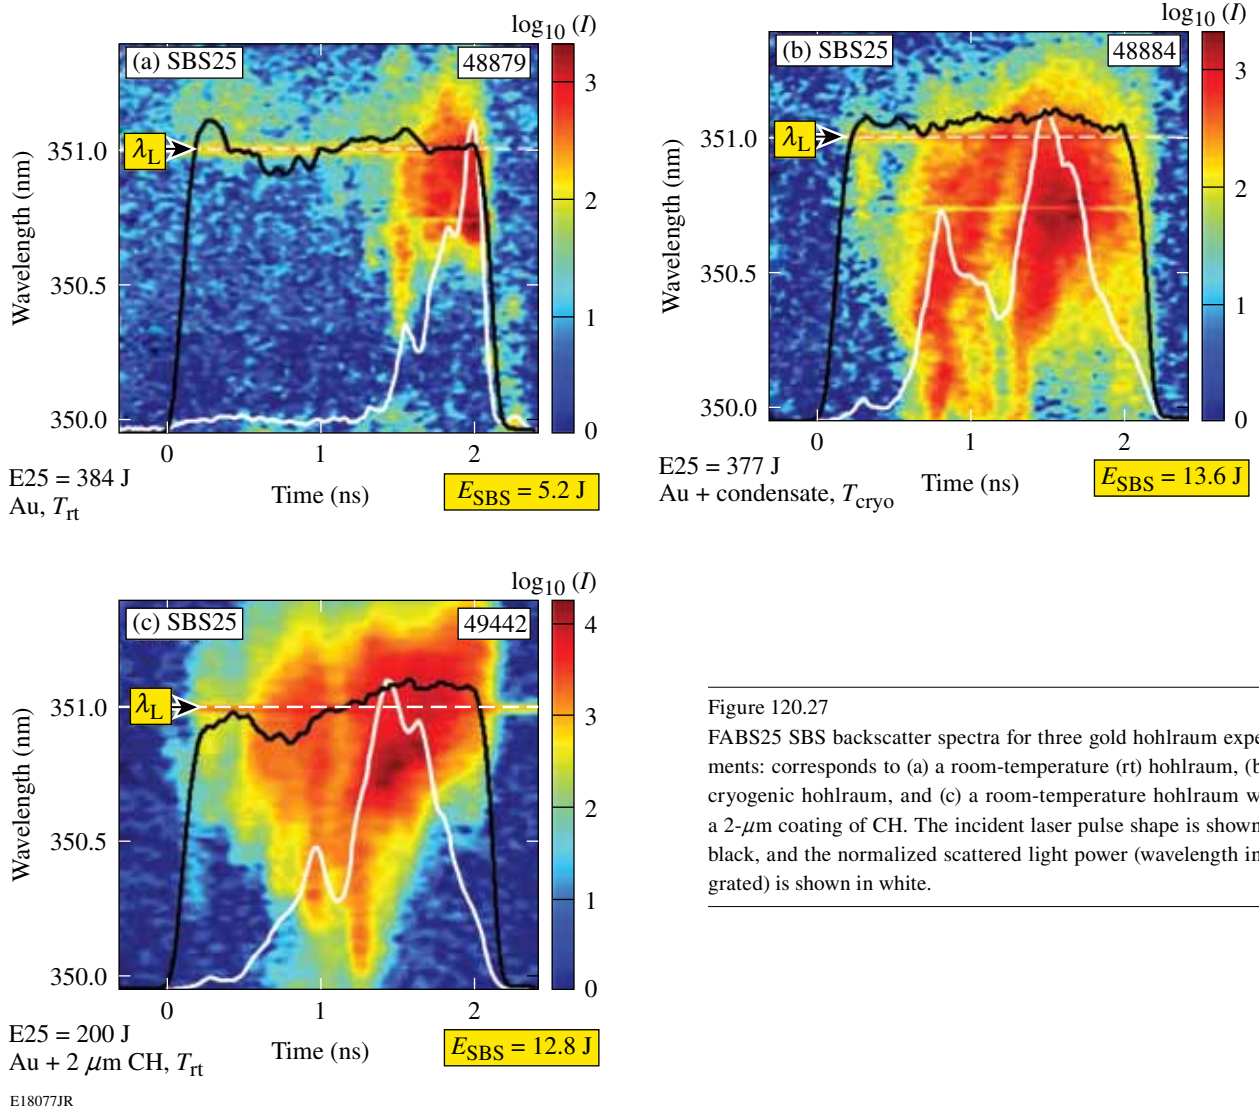 log10 (I)
(a) SBS25
48879
3
λL
351.0
2
Wavelength (nm)
350.5
1
350.0
0
0
1
2
E25 = 384 J
Au, Trt
Time (ns)
ESBS = 5.2 J
log10 (I)
(b) SBS25
48884
3
λL
351.0
2
Wavelength (nm)
350.5
1
350.0
0
0
1
2
E25 = 377 J
Au + condensate, Tcryo
Time (ns)
ESBS = 13.6 J
log10 (I)
(c) SBS25
49442
4
λL
351.0
3
Wavelength (nm)
2
350.5
1
350.0
0
0
1
2
E25 = 200 J
Au + 2 μm CH, Trt
Time (ns)
ESBS = 12.8 J
E18077JR
Figure 120.27
FABS25 SBS backscatter spectra for three gold hohlraum expe
ments: corresponds to (a) a room-temperature (rt) hohlraum, (b
cryogenic hohlraum, and (c) a room-temperature hohlraum w
a 2-μm coating of CH. The incident laser pulse shape is shown
black, and the normalized scattered light power (wavelength in
grated) is shown in white.